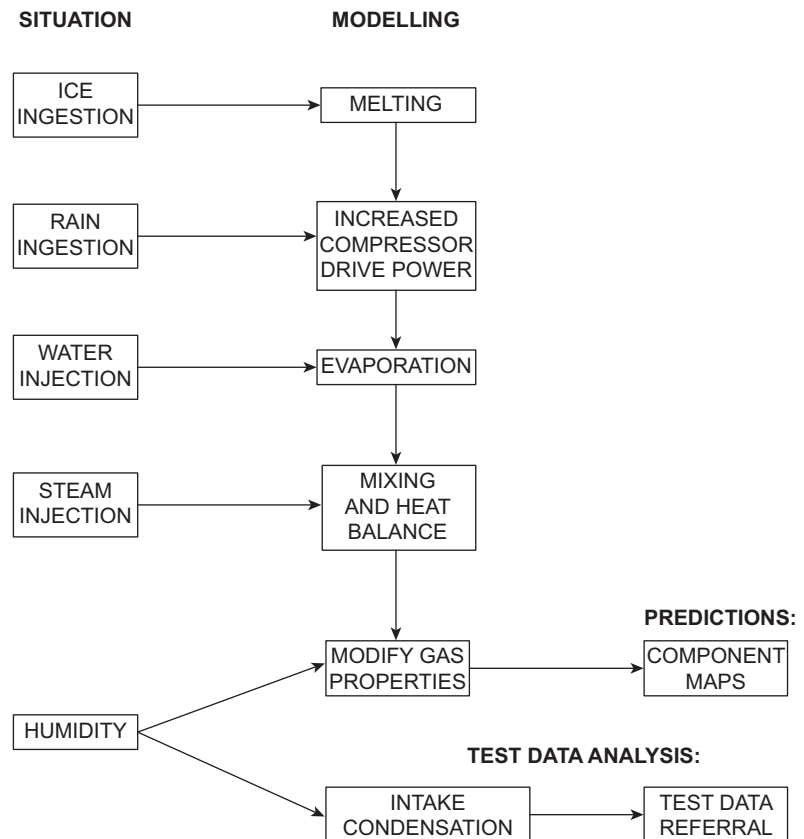 SITUATION
MODELLING
ICE
INGESTION
MELTING
RAIN
INGESTION
INCREASED
COMPRESSOR
DRIVE POWER
WATER
INJECTION
EVAPORATION
STEAM
INJECTION
MIXING
AND HEAT
BALANCE
PREDICTIONS:
MODIFY GAS
PROPERTIES
COMPONENT
MAPS
HUMIDITY
TEST DATA ANALYSIS:
INTAKE
CONDENSATION
TEST DATA
REFERRAL